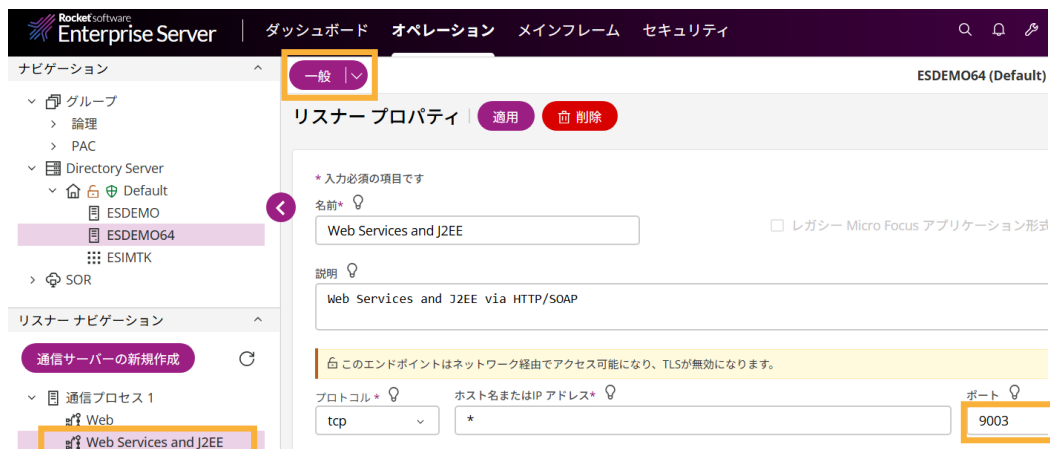 Rocket software
Enterprise Server
ダッシュボード オペレーション メインフレーム セキュリティ
ナビゲーション
グループ
論理
PAC
Directory Server
Default
ESDEMO
ESDEMO64
ESIMTK
SOR
リスナー ナビゲーション
通信サーバーの新規作成
通信プロセス 1
Web
Web Services and J2EE
一般
ESDEMO64 (Default)
リスナー プロパティ 適用 削除
* 入力必須の項目です
名前*
Web Services and J2EE
レガシー Micro Focus アプリケーション形式
説明
Web Services and J2EE via HTTP/SOAP
このエンドポイントはネットワーク経由でアクセス可能になり、TLSが無効になります。
プロトコル * ホスト名またはIP アドレス* ポート
tcp * 9003